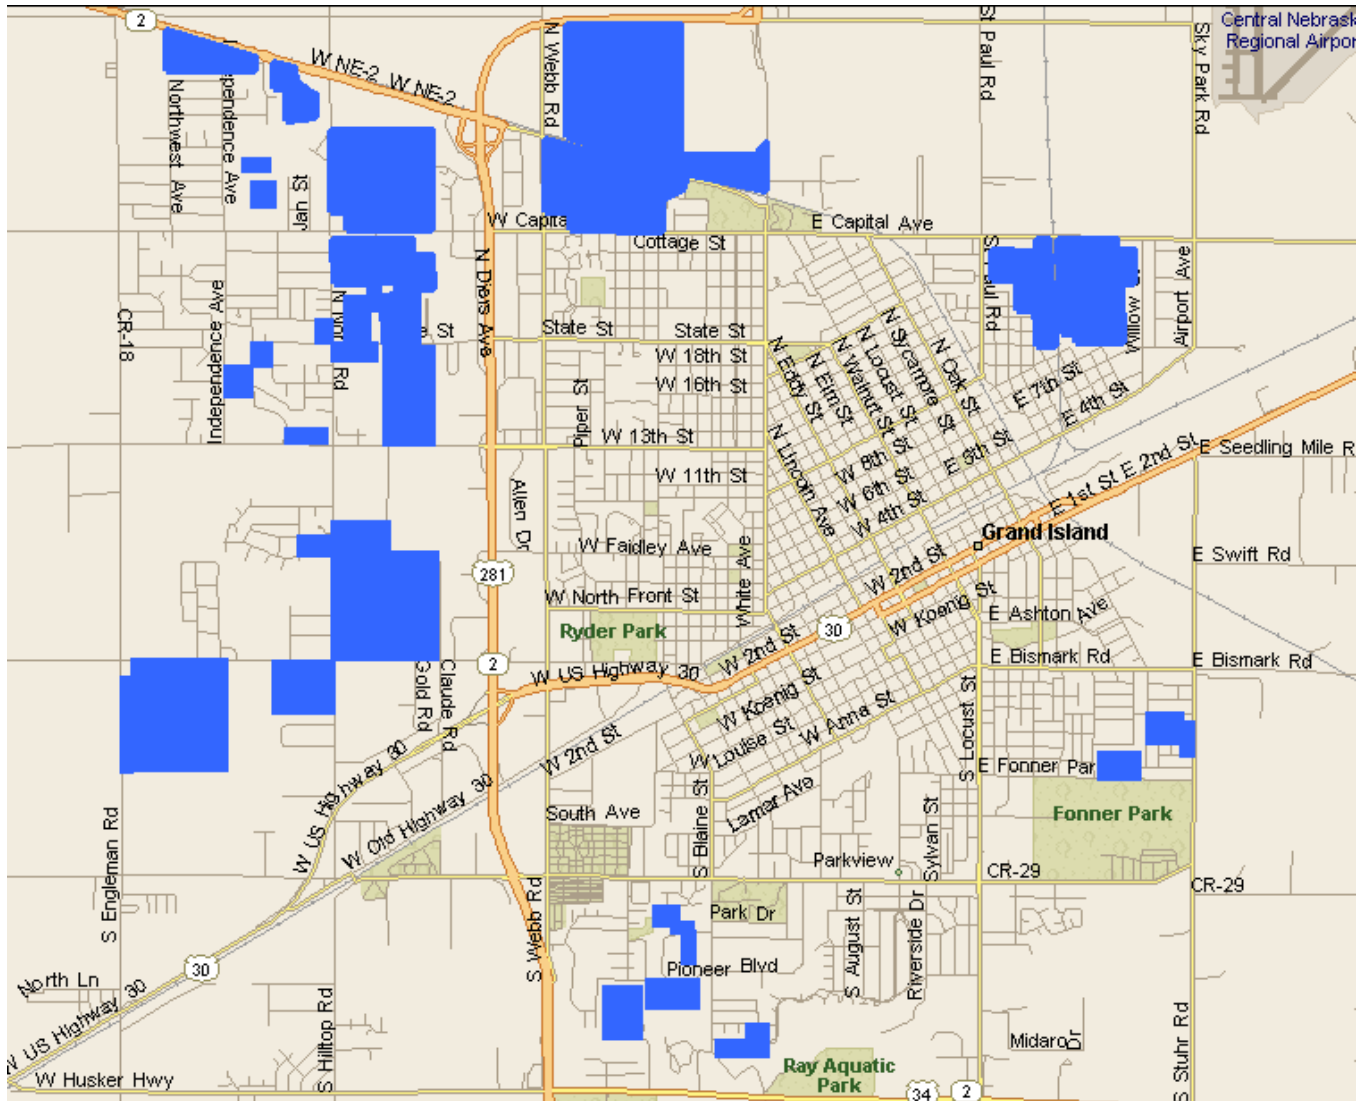 2
W NE-2
W NE-2
N Webb Rd
St Paul Rd
Sky Park Rd
Central Nebrask
Regional Airpor
Northwest Ave
ependence Ave
Jan St
W Capita
E Capital Ave
Cottage St
N Diers Ave
CR-18
Independence Ave
Rd
e St
State St
State St
W 18th St
W 16th St
Piper St
W 13th St
W 11th St
N Eddy St
N Elm St
N Walnut St
N Locust St
N Sycamore St
N Oak St
N Lincoln Ave
W 8th St
W 6th St
W 4th St
E 5th St
E 7th St
E 4th St
Paul Rd
Willow
Airport Ave
E 1st St
E 2nd St
E Seedling Mile R
Grand Island
E Swift Rd
Allen Dr
W Faidley Ave
White Ave
W North Front St
281
Ryder Park
W 2nd St
W 2nd St
30
W Koenig St
E Ashton Ave
E Bismark Rd
E Bismark Rd
2
W US Highway 30
Gold Rd
Claude Rd
W Koenig St
W Louise St
W Anna St
S Locust St
W 2nd St
W US Highway 30
W Old Highway 30
E Fonner Par
Fonner Park
South Ave
S Blaine St
Lamar Ave
Sylvan St
Parkview
CR-29
CR-29
S Engleman Rd
S Webb Rd
Park Dr
S August St
Riverside Dr
Pioneer Blvd
30
North Ln
W US Highway 30
S Hilltop Rd
Midaro Dr
S Stuhr Rd
W Husker Hwy
Ray Aquatic
Park
34
2